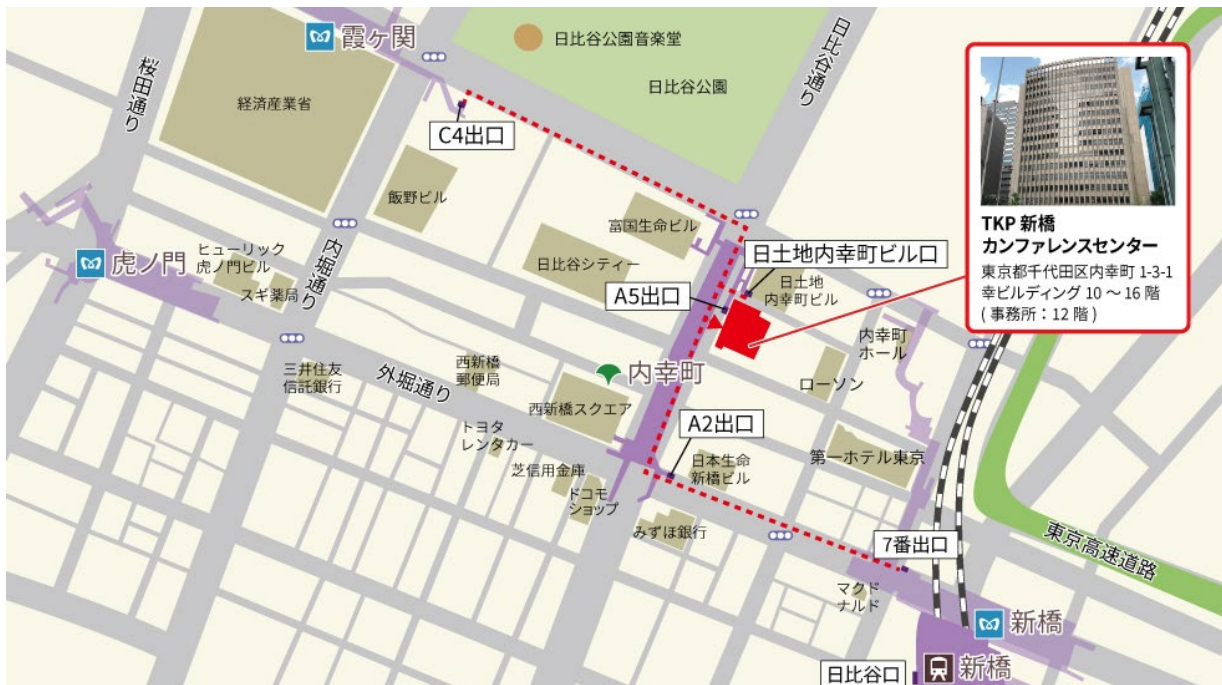 霞ヶ関
日比谷公園音楽堂
日比谷公園
日比谷通り
桜田通り
経済産業省
C4出口
飯野ビル
富国生命ビル
日比谷シティー
日土地内幸町ビル口
日土地
内幸町ビル
A5出口
TKP 新橋
カンファレンスセンター
東京都千代田区内幸町 1-3-1
幸ビルディング 10 ～ 16 階
( 事務所：12 階 )
虎ノ門
ヒューリック
虎ノ門ビル
スギ薬局
内堀通り
三井住友
信託銀行
外堀通り
西新橋
郵便局
内幸町
内幸町
ホール
ローソン
西新橋スクエア
トヨタ
レンタカー
芝信用金庫
ドコモ
ショップ
A2出口
日本生命
新橋ビル
第一ホテル東京
みずほ銀行
7番出口
東京高速道路
マクド
ナルド
新橋
新橋
日比谷口